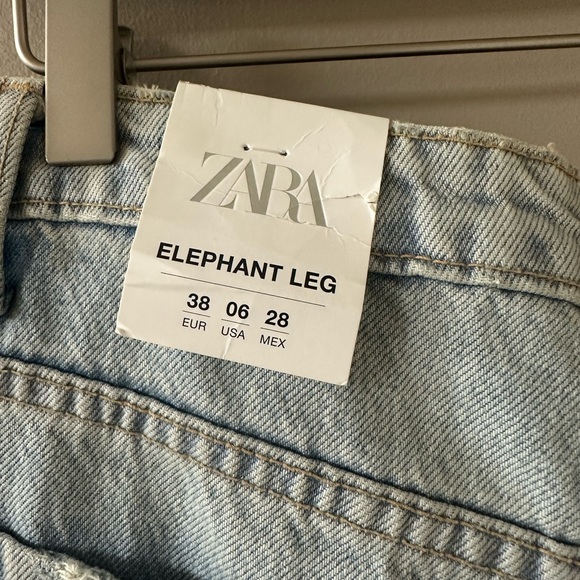 ZARA
ELEPHANT LEG
38 06 28
EUR USA MEX